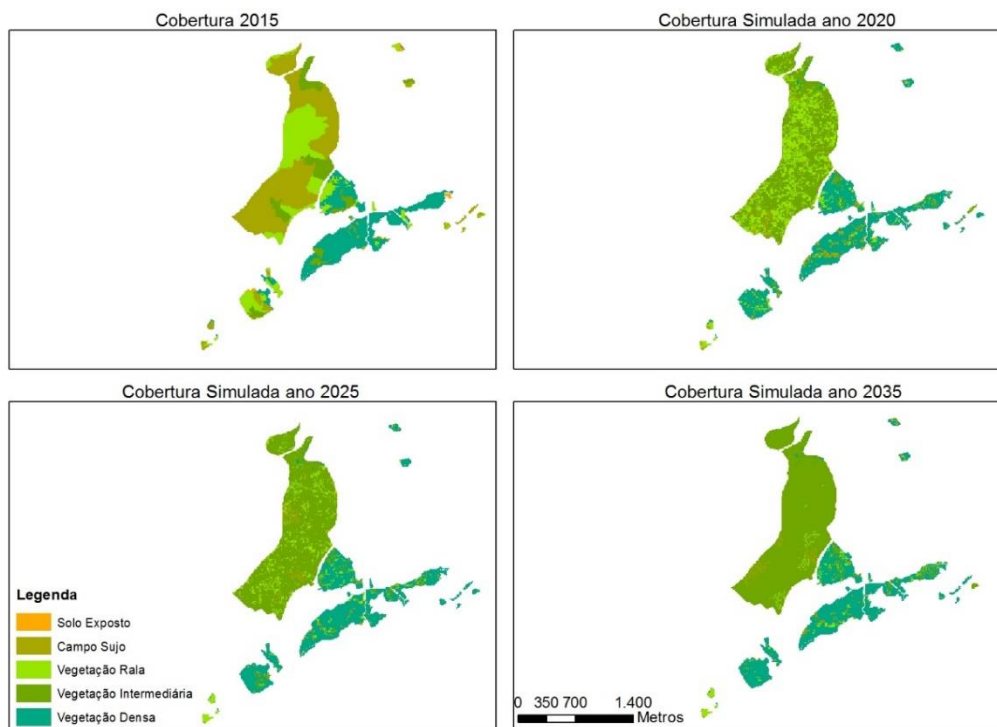 Cobertura 2015
Cobertura Simulada ano 2020
Cobertura Simulada ano 2025
Cobertura Simulada ano 2035
Legenda
Solo Exposto
Campo Sujo
Vegetação Rala
Vegetação Intermediária
Vegetação Densa
0 350 700 1.400
Metros